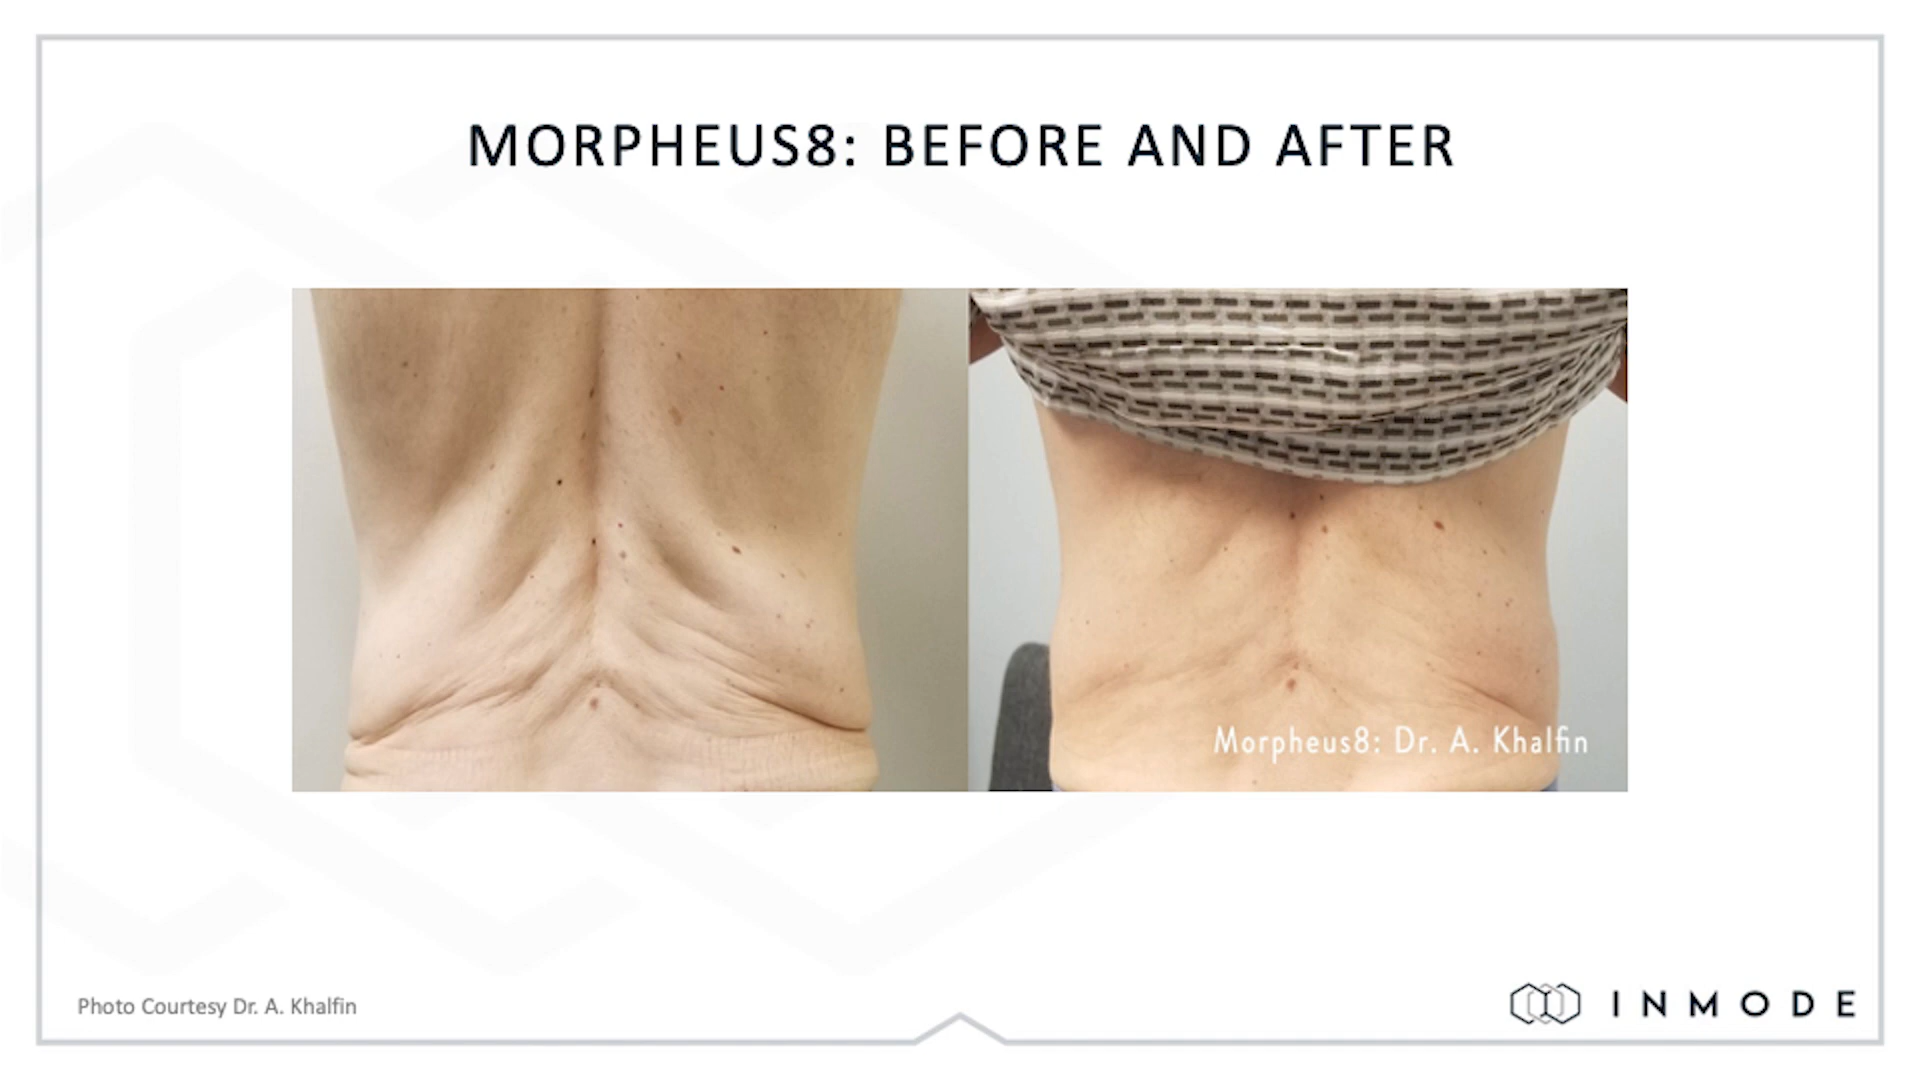 MORPHEUS8: BEFORE AND AFTER
Morpheus8: Dr. A. Khalfin
Photo Courtesy Dr. A. Khalfin
INMODE